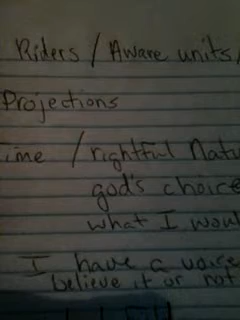 Riders / Aware units,
Projections
ime / rightful Natu
god's choice
what I woul
I have a voice
believe it or not